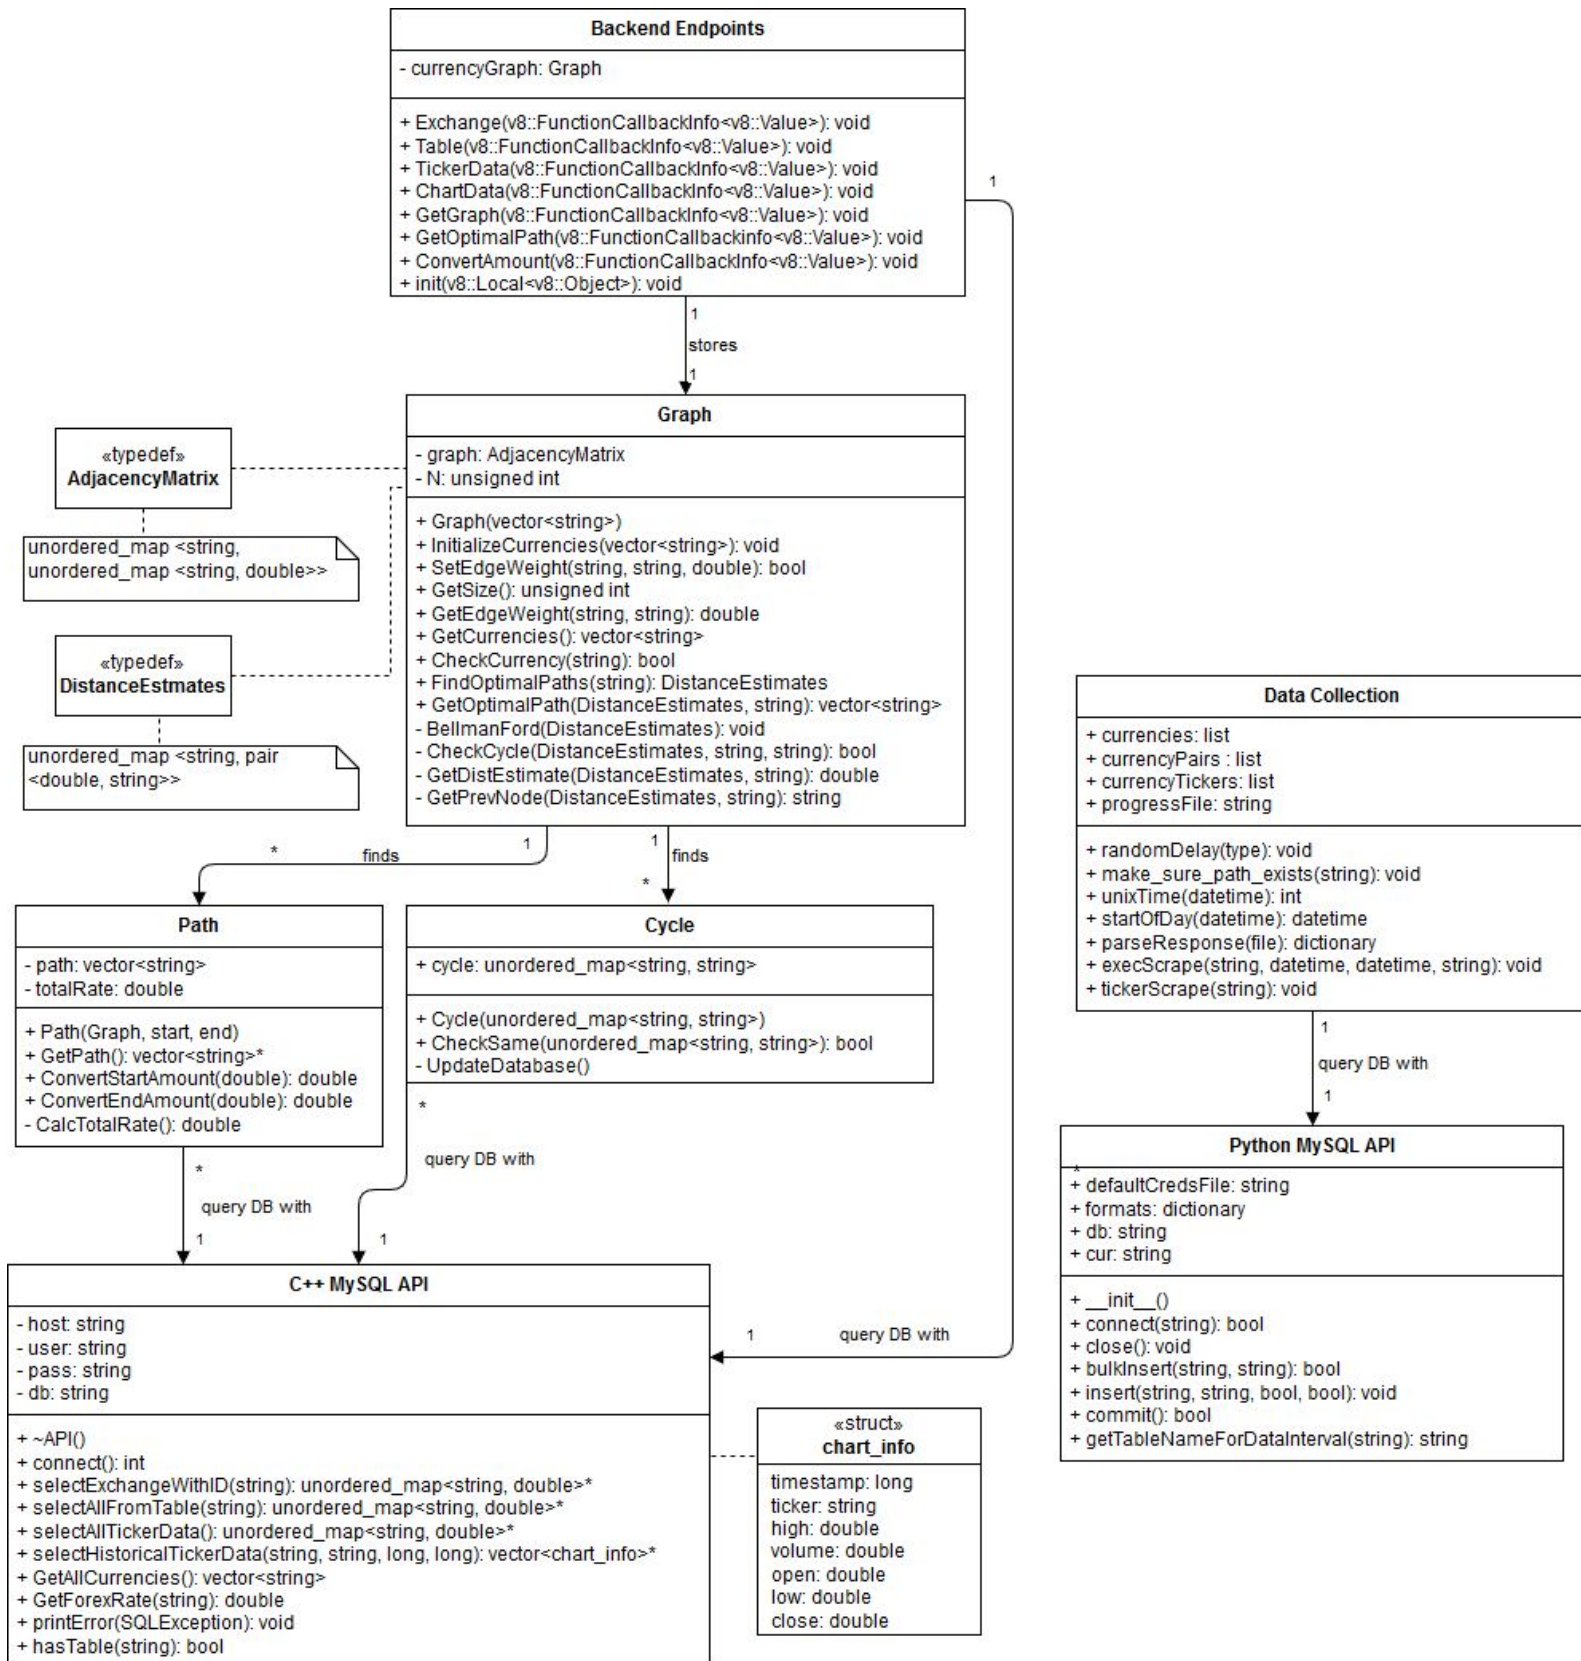 Backend Endpoints
- currencyGraph: Graph
+ Exchange(v8::FunctionCallbackInfo<v8::Value>): void
+ Table(v8::FunctionCallbackInfo<v8::Value>): void
+ TickerData(v8::FunctionCallbackInfo<v8::Value>): void
+ ChartData(v8::FunctionCallbackInfo<v8::Value>): void
+ GetGraph(v8::FunctionCallbackInfo<v8::Value>): void
+ GetOptimalPath(v8::FunctionCallbackinfo<v8::Value>): void
+ ConvertAmount(v8::FunctionCallbackInfo<v8::Value>): void
+ init(v8::Local<v8::Object>): void
1
1
stores
1
Graph
- graph: AdjacencyMatrix
- N: unsigned int
+ Graph(vector<string>)
+ InitializeCurrencies(vector<string>): void
+ SetEdgeWeight(string, string, double): bool
+ GetSize(): unsigned int
+ GetEdgeWeight(string, string): double
+ GetCurrencies(): vector<string>
+ CheckCurrency(string): bool
+ FindOptimalPaths(string): DistanceEstimates
+ GetOptimalPath(DistanceEstimates, string): vector<string>
- BellmanFord(DistanceEstimates): void
- CheckCycle(DistanceEstimates, string, string): bool
- GetDistEstimate(DistanceEstimates, string): double
- GetPrevNode(DistanceEstimates, string): string
«typedef»
AdjacencyMatrix
unordered_map <string,
unordered_map <string, double>>
«typedef»
DistanceEstmates
unordered_map <string, pair
<double, string>>
* finds 1
1
finds
*
Path
- path: vector<string>
- totalRate: double
+ Path(Graph, start, end)
+ GetPath(): vector<string>*
+ ConvertStartAmount(double): double
+ ConvertEndAmount(double): double
- CalcTotalRate(): double
Cycle
+ cycle: unordered_map<string, string>
+ Cycle(unordered_map<string, string>)
+ CheckSame(unordered_map<string, string>): bool
- UpdateDatabase()
*
query DB with
1
*
query DB with
1
C++ MySQL API
- host: string
- user: string
- pass: string
- db: string
+ ~API()
+ connect(): int
+ selectExchangeWithID(string): unordered_map<string, double>*
+ selectAllFromTable(string): unordered_map<string, double>*
+ selectAllTickerData(): unordered_map<string, double>*
+ selectHistoricalTickerData(string, string, long, long): vector<chart_info>*
+ GetAllCurrencies(): vector<string>
+ GetForexRate(string): double
+ printError(SQLException): void
+ hasTable(string): bool
1 query DB with
«struct»
chart_info
timestamp: long
ticker: string
high: double
volume: double
open: double
low: double
close: double
Data Collection
+ currencies: list
+ currencyPairs : list
+ currencyTickers: list
+ progressFile: string
+ randomDelay(type): void
+ make_sure_path_exists(string): void
+ unixTime(datetime): int
+ startOfDay(datetime): datetime
+ parseResponse(file): dictionary
+ execScrape(string, datetime, datetime, string): void
+ tickerScrape(string): void
1
query DB with
1
Python MySQL API
*
+ defaultCredsFile: string
+ formats: dictionary
+ db: string
+ cur: string
+ __init__()
+ connect(string): bool
+ close(): void
+ bulkInsert(string, string): bool
+ insert(string, string, bool, bool): void
+ commit(): bool
+ getTableNameForDataInterval(string): string